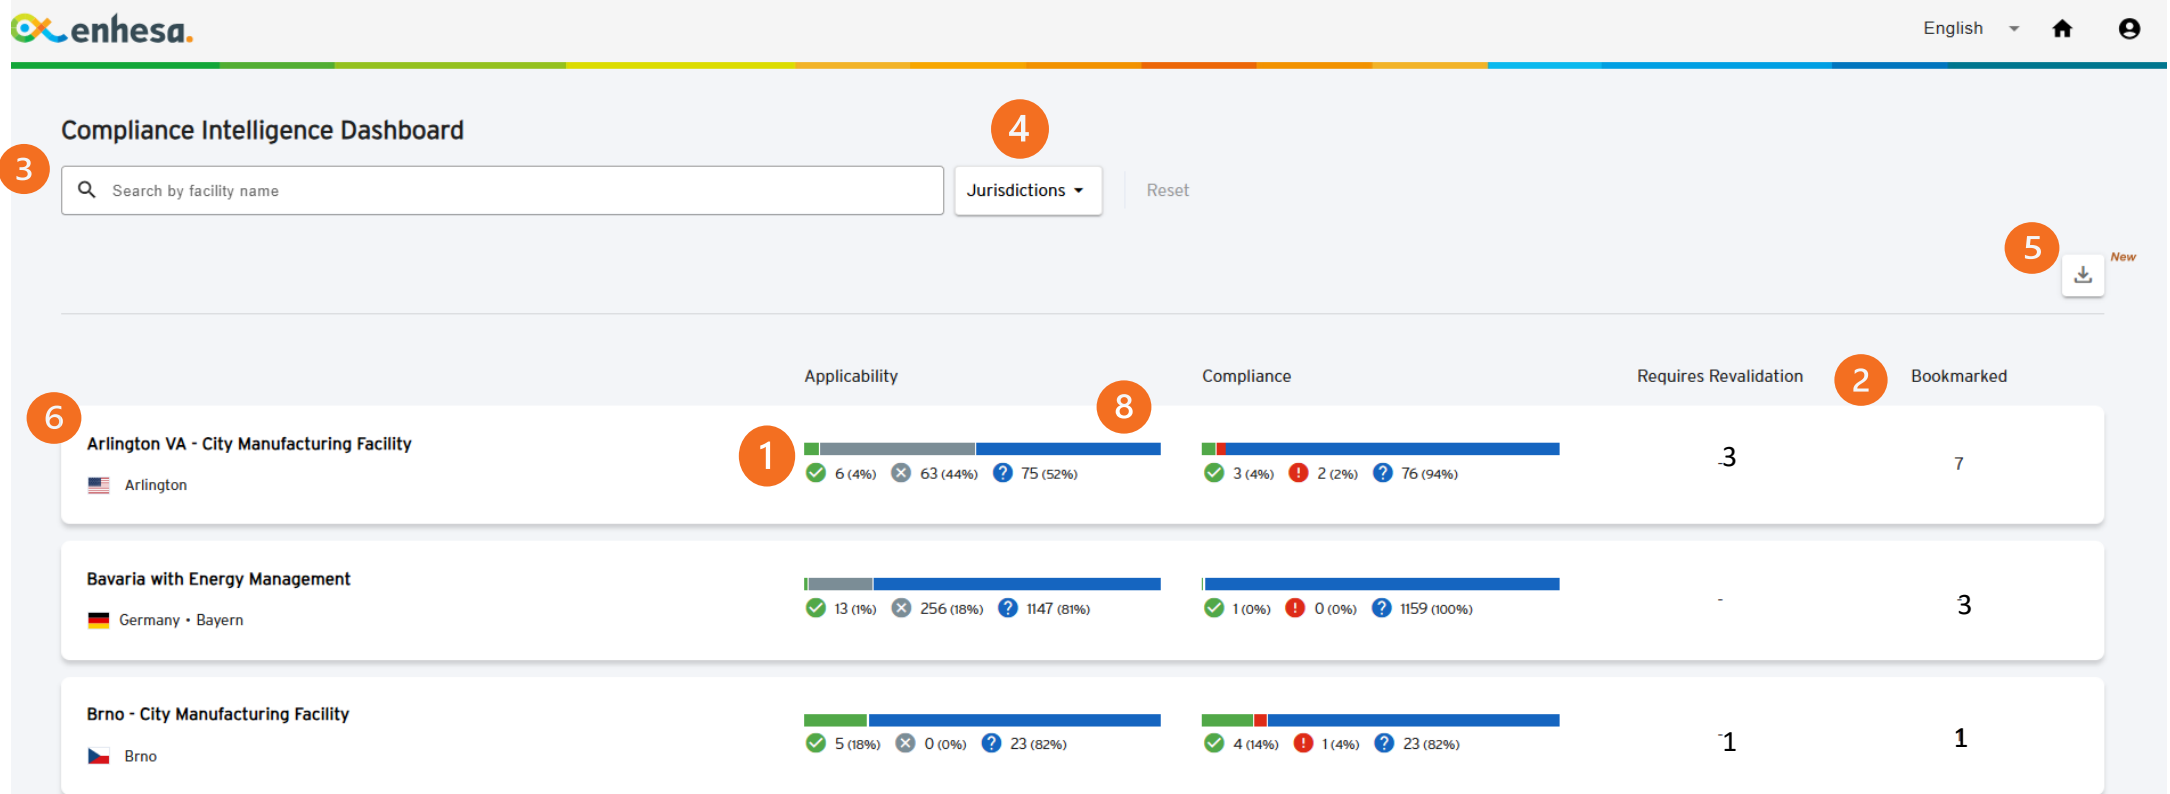 enhesa.
English
Compliance Intelligence Dashboard
4
3
Search by facility name
Jurisdictions
Reset
5
New
Applicability
Compliance
Requires Revalidation
2
Bookmarked
6
8
Arlington VA - City Manufacturing Facility
Arlington
1
6 (4%) 63 (44%) 75 (52%)
3 (4%) 2 (2%) 76 (94%)
-3
7
Bavaria with Energy Management
Germany • Bayern
13 (1%) 256 (18%) 1147 (81%)
1 (0%) 0 (0%) 1159 (100%)
-
3
Brno - City Manufacturing Facility
Brno
5 (18%) 0 (0%) 23 (82%)
4 (14%) 1 (4%) 23 (82%)
-1
1